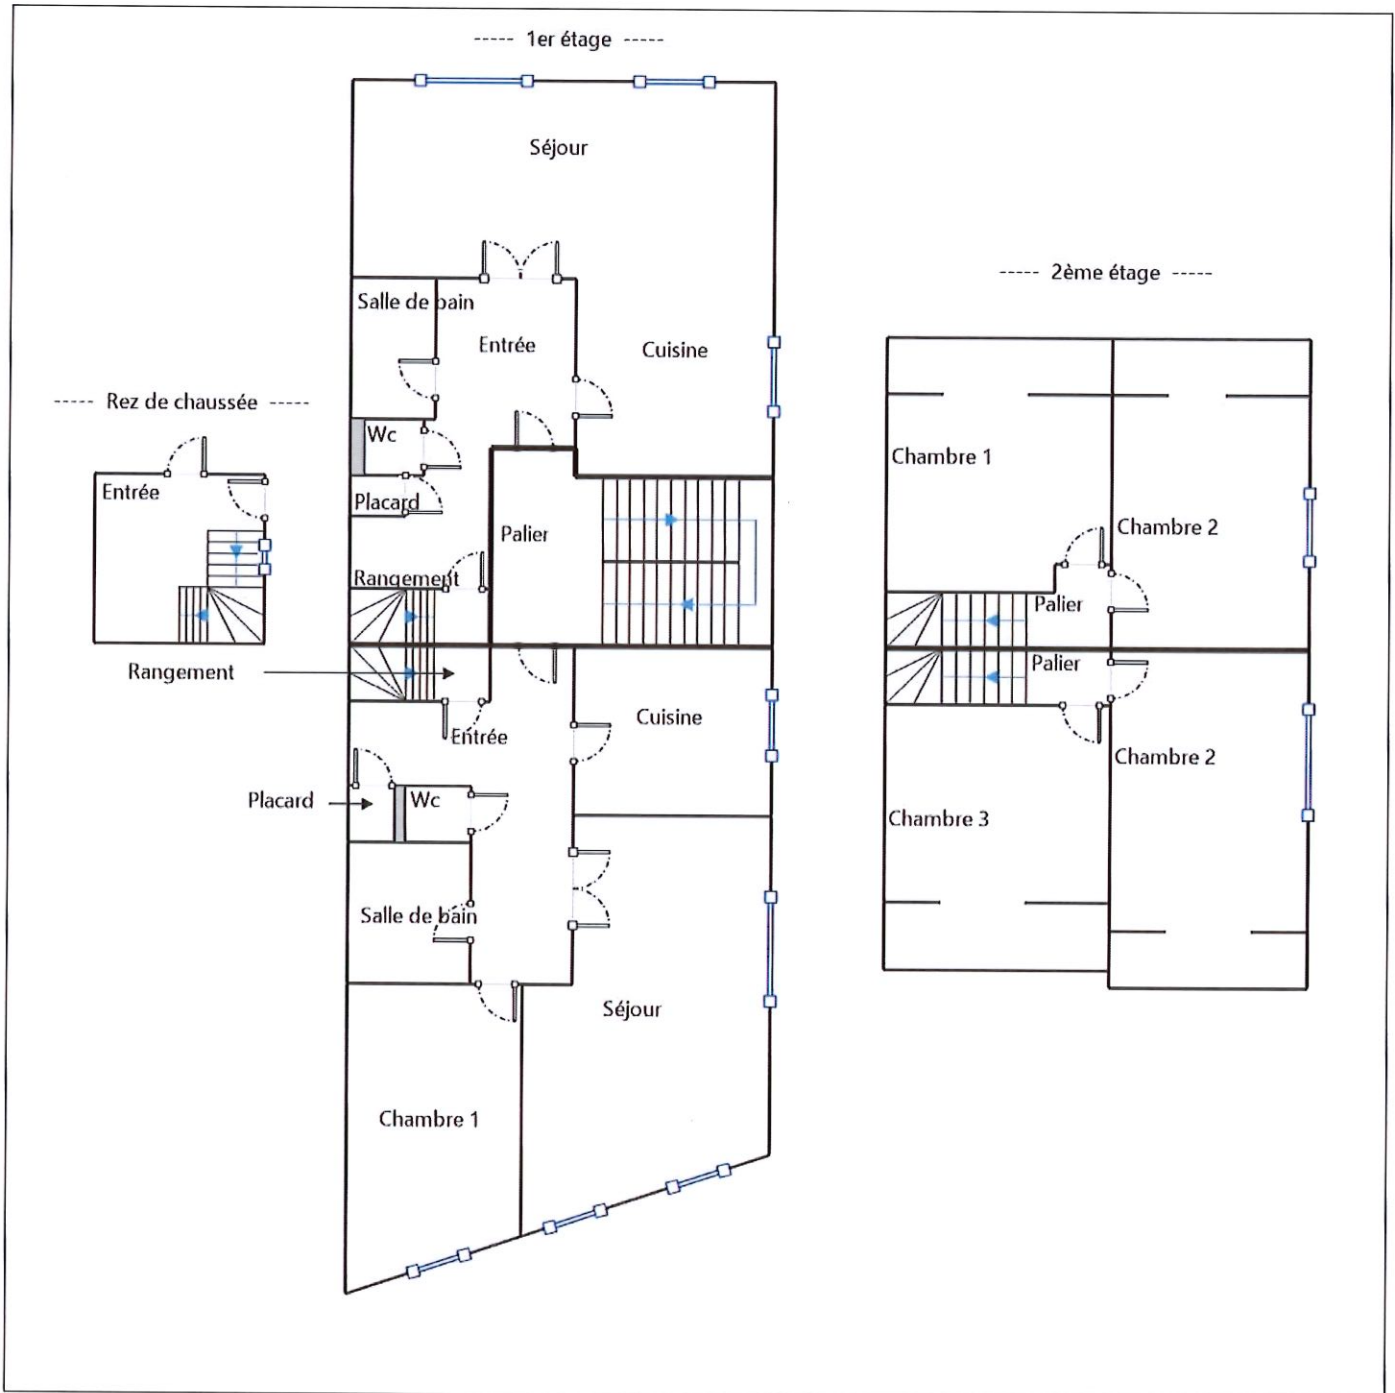 ----- 1er étage -----
Séjour
----- 2ème étage -----
Salle de bain
Entrée
Cuisine
----- Rez de chaussée -----
Wc
Chambre 1
Entrée
Placard
Chambre 2
Palier
Rangement
Palier
Rangement
Palier
Cuisine
Entrée
Chambre 2
Placard
Wc
Chambre 3
Salle de bain
Séjour
Chambre 1